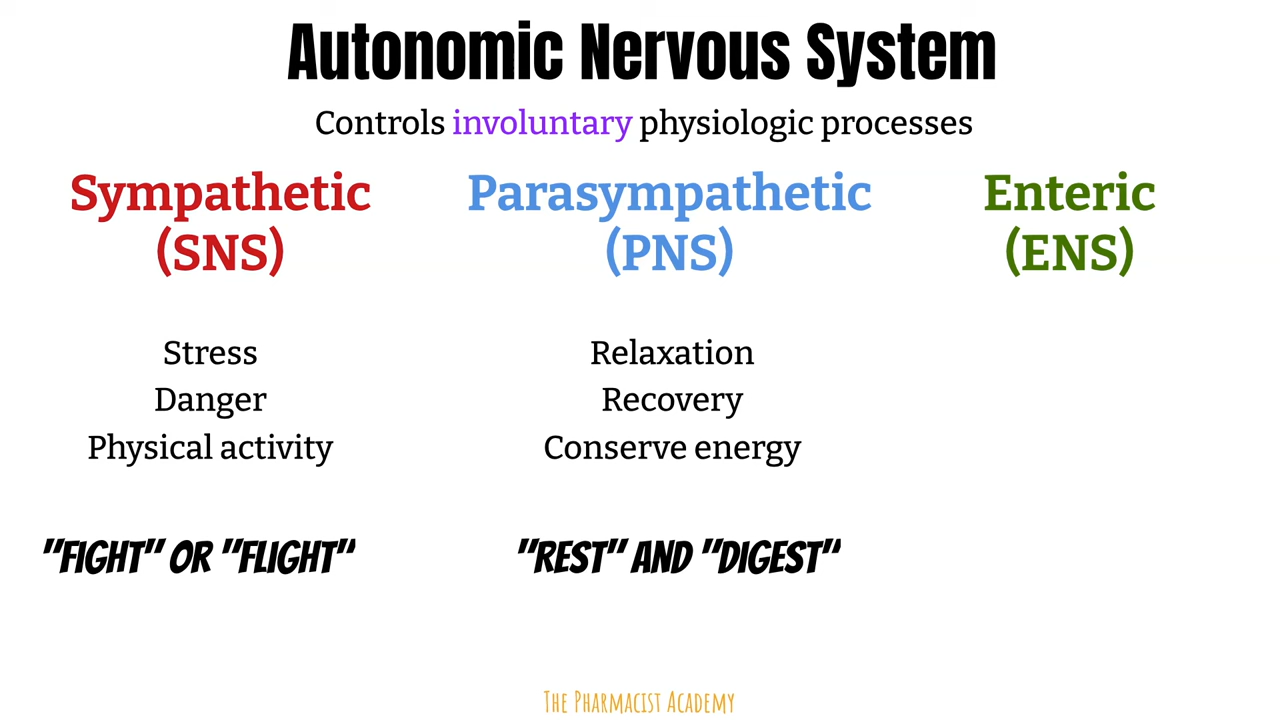 Autonomic Nervous System
Controls involuntary physiologic processes
Sympathetic
(SNS)
Stress
Danger
Physical activity
"FIGHT" OR "FLIGHT"
Parasympathetic
(PNS)
Relaxation
Recovery
Conserve energy
"REST" AND "DIGEST"
Enteric
(ENS)
The Pharmacist Academy